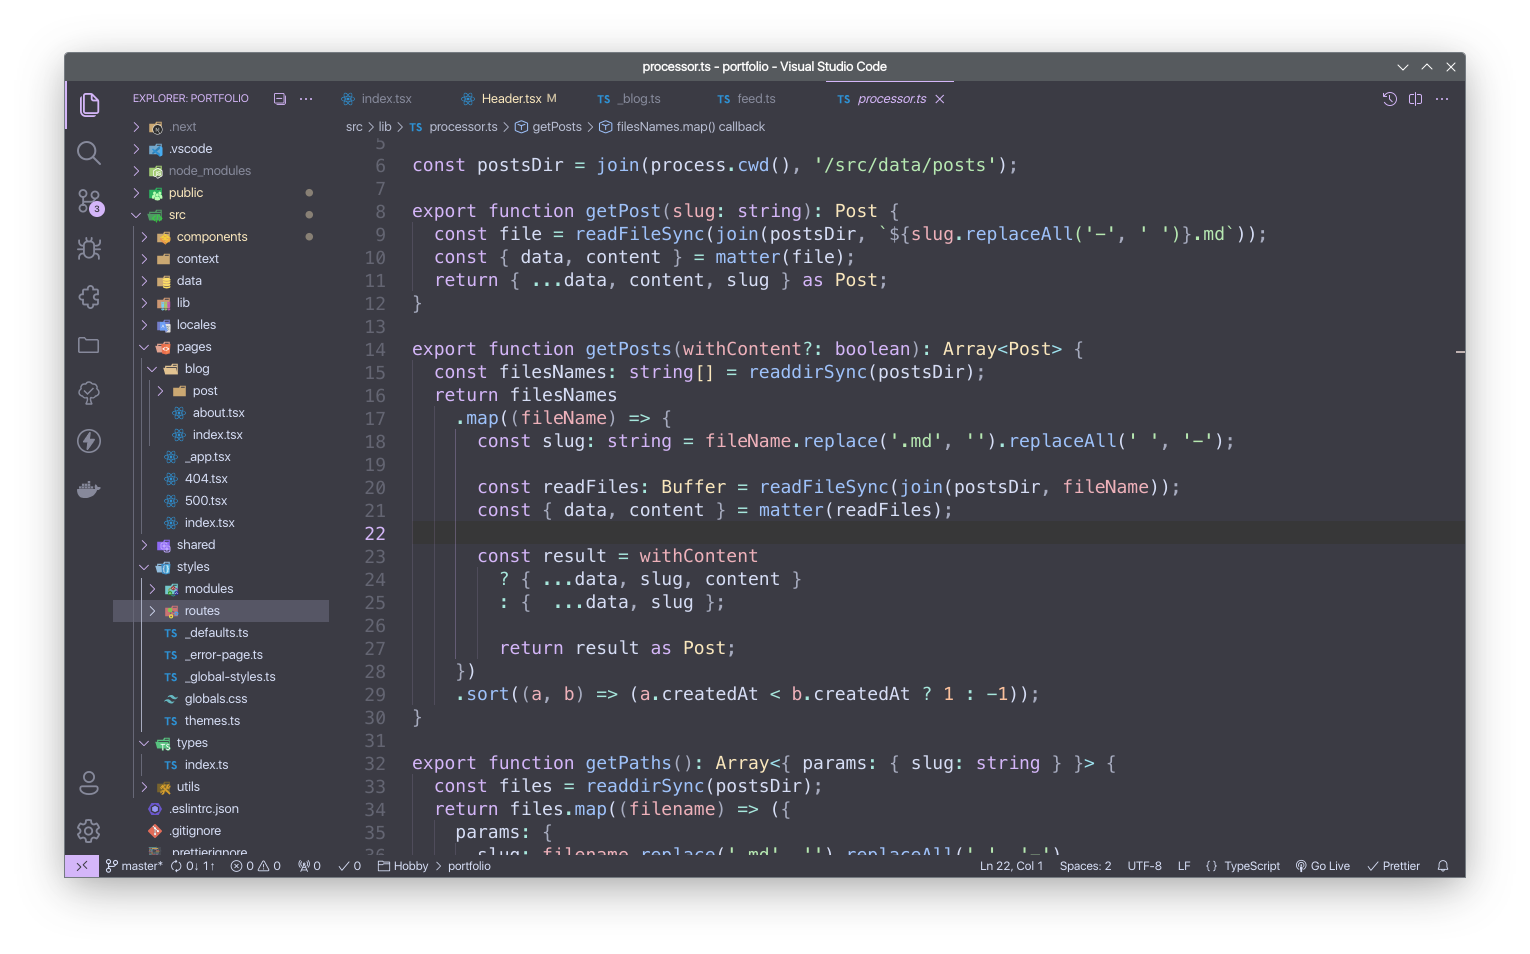 processor.ts - portfolio - Visual Studio Code
EXPLORER: PORTFOLIO
.next
.vscode
node_modules
public
src
components
context
data
lib
locales
pages
blog
post
about.tsx
index.tsx
_app.tsx
404.tsx
500.tsx
index.tsx
shared
styles
modules
routes
TS _defaults.ts
TS _error-page.ts
TS _global-styles.ts
globals.css
TS themes.ts
types
TS index.ts
utils
.eslintrc.json
.gitignore
.prettierignore
3
index.tsx
Header.tsx M
TS _blog.ts
TS feed.ts
TS processor.ts
src > lib > TS processor.ts > getPosts > filesNames.map() callback
5
6 const postsDir = join(process.cwd(), '/src/data/posts');
7
8 export function getPost(slug: string): Post {
9 const file = readFileSync(join(postsDir, `${slug.replaceAll('-', ' ')}.md`));
10 const { data, content } = matter(file);
11 return { ...data, content, slug } as Post;
12 }
13
14 export function getPosts(withContent?: boolean): Array<Post> {
15 const filesNames: string[] = readdirSync(postsDir);
16 return filesNames
17 .map((fileName) => {
18 const slug: string = fileName.replace('.md', '').replaceAll(' ', '-');
19
20 const readFiles: Buffer = readFileSync(join(postsDir, fileName));
21 const { data, content } = matter(readFiles);
22
23 const result = withContent
24 ? { ...data, slug, content }
25 : {  ...data, slug };
26
27 return result as Post;
28 })
29 .sort((a, b) => (a.createdAt < b.createdAt ? 1 : -1));
30 }
31
32 export function getPaths(): Array<{ params: { slug: string } }> {
33 const files = readdirSync(postsDir);
34 return files.map((filename) => ({
35 params: {
36 slug: filename.replace('.md', '').replaceAll(' ', '-')
master* 0↓ 1↑ 0 0 0 0 Hobby > portfolio
Ln 22, Col 1 Spaces: 2 UTF-8 LF { } TypeScript Go Live Prettier